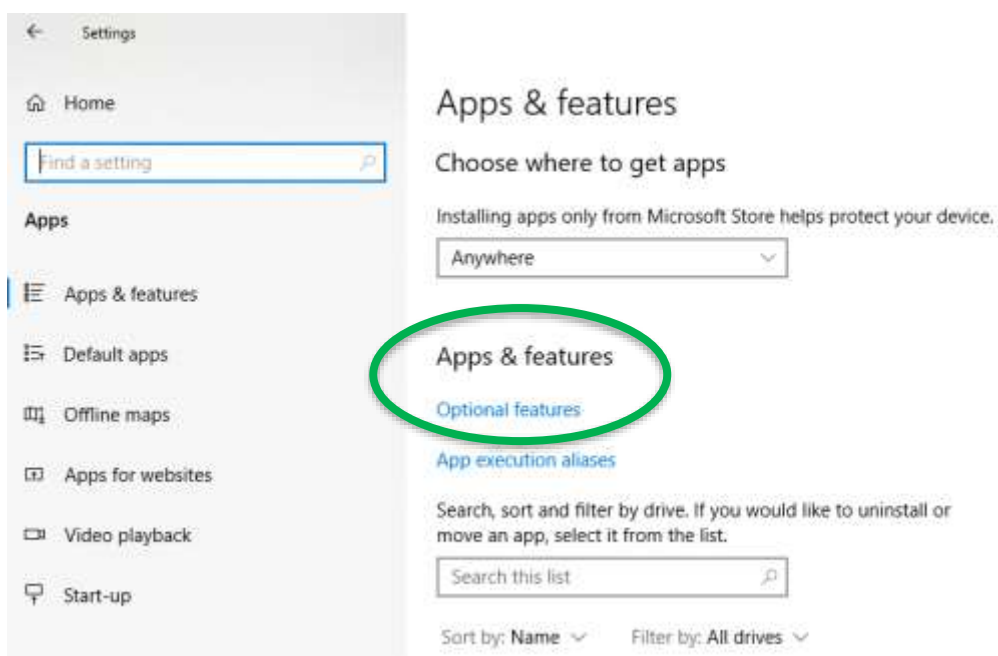 Settings
Home
Find a setting
Apps
Apps & features
Default apps
Offline maps
Apps for websites
Video playback
Start-up
Apps & features
Choose where to get apps
Installing apps only from Microsoft Store helps protect your device.
Anywhere
Apps & features
Optional features
App execution aliases
Search, sort and filter by drive. If you would like to uninstall or
move an app, select it from the list.
Search this list
Sort by: Name Filter by: All drives